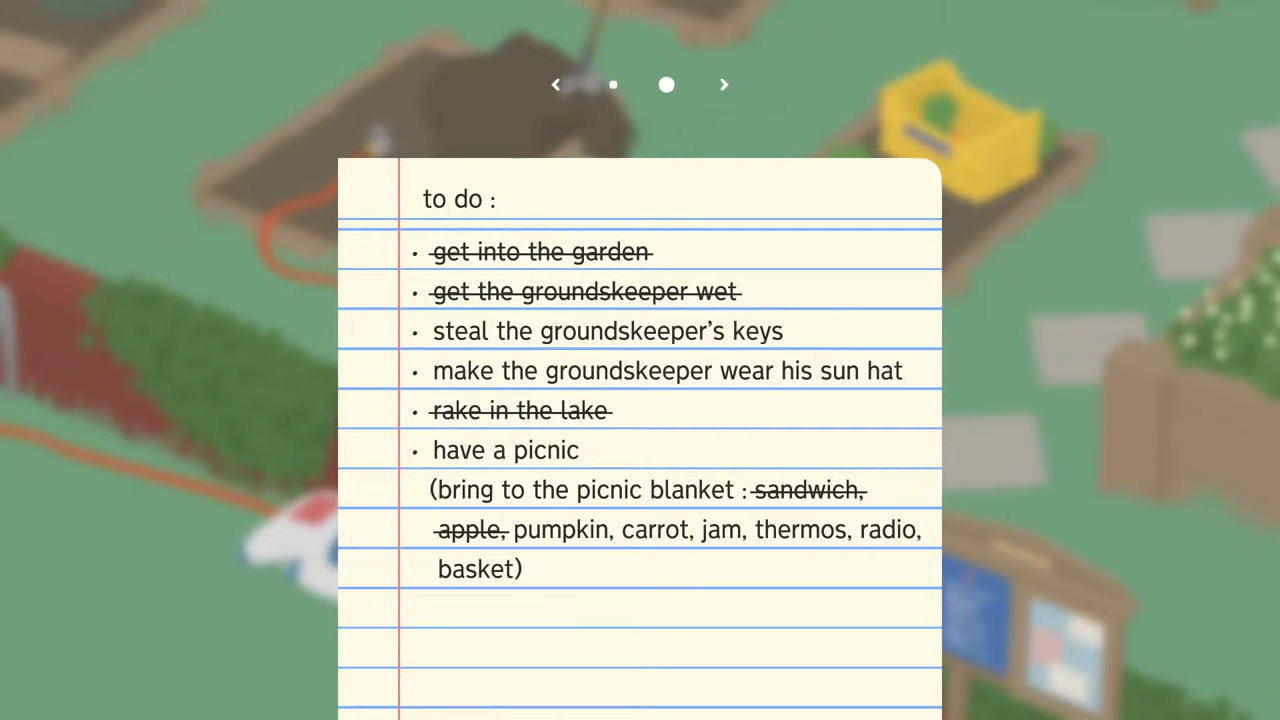 to do :
· get into the garden
· get the groundskeeper wet
· steal the groundskeeper’s keys
· make the groundskeeper wear his sun hat
· rake in the lake
· have a picnic
(bring to the picnic blanket : sandwich,
apple, pumpkin, carrot, jam, thermos, radio,
basket)